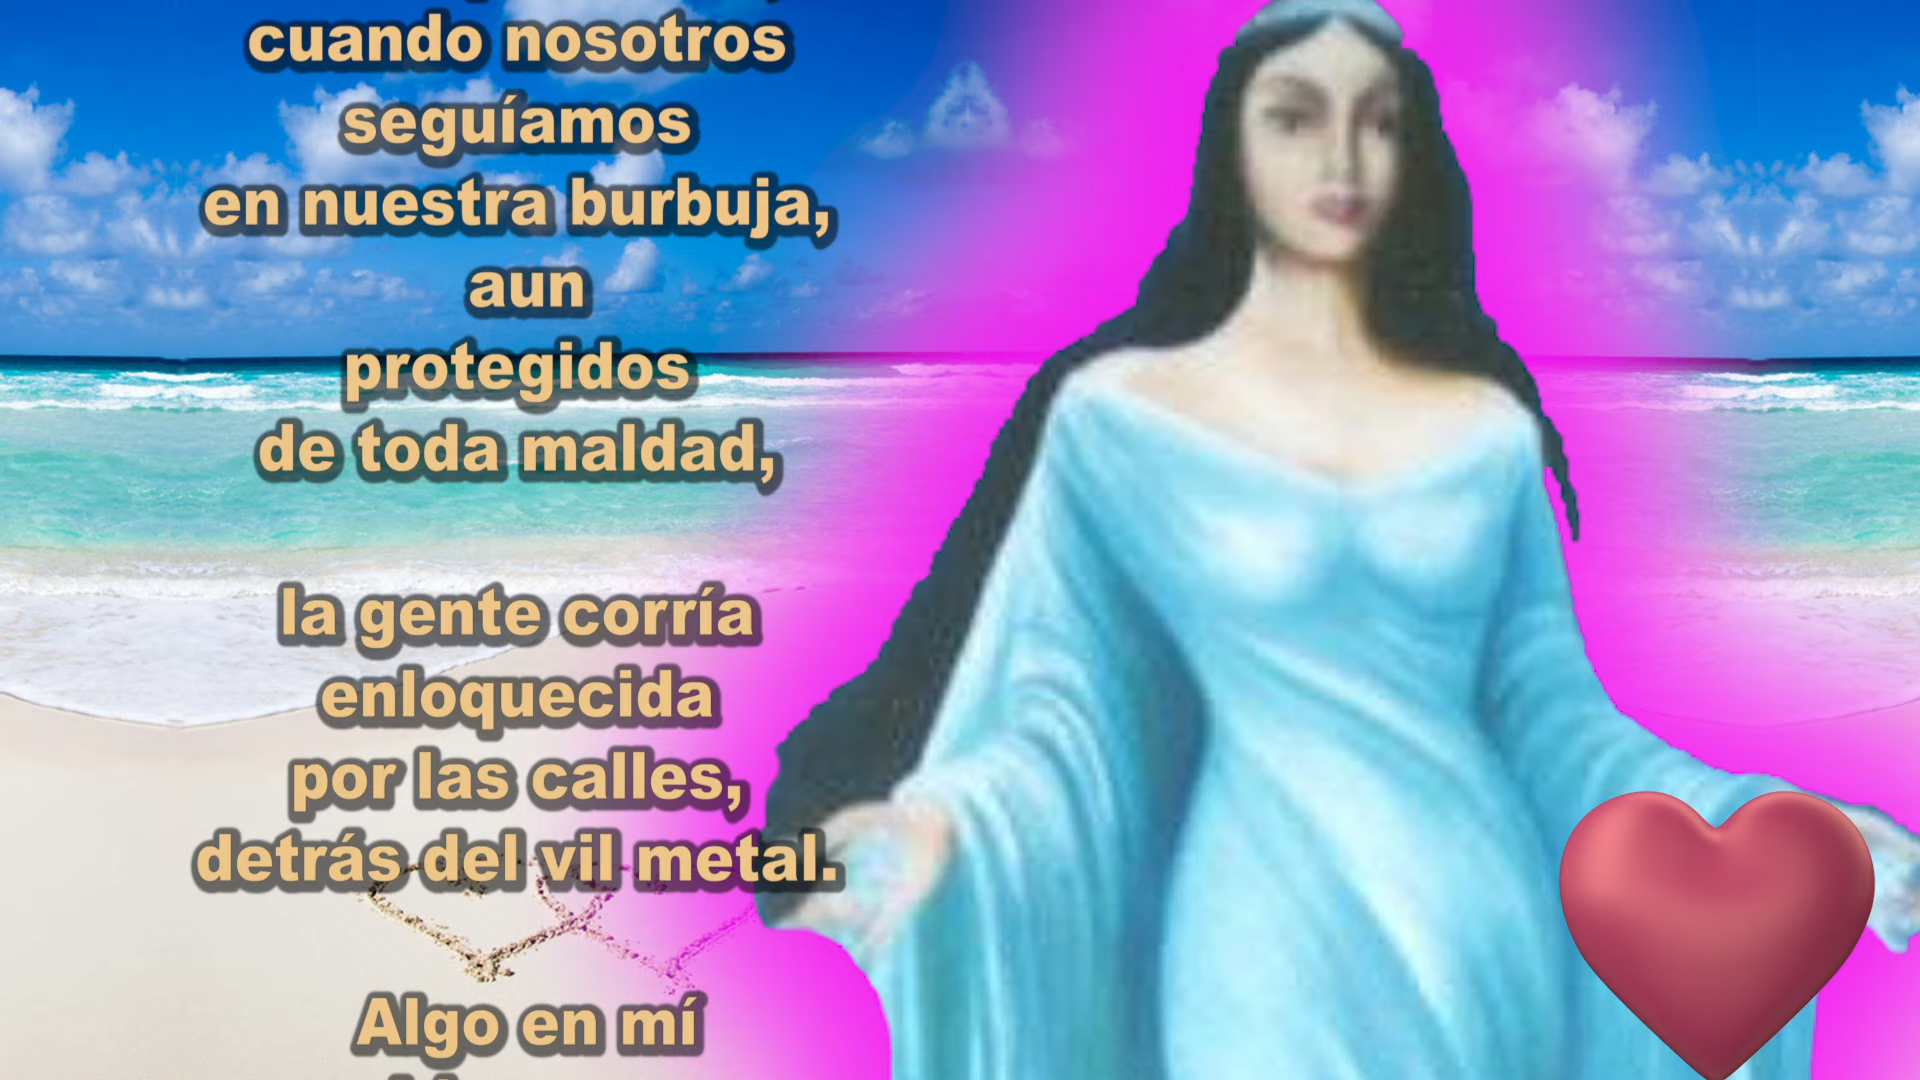 cuando nosotros
seguíamos
en nuestra burbuja,
aun
protegidos
de toda maldad,
la gente corría
enloquecida
por las calles,
detrás del vil metal.
Algo en mí